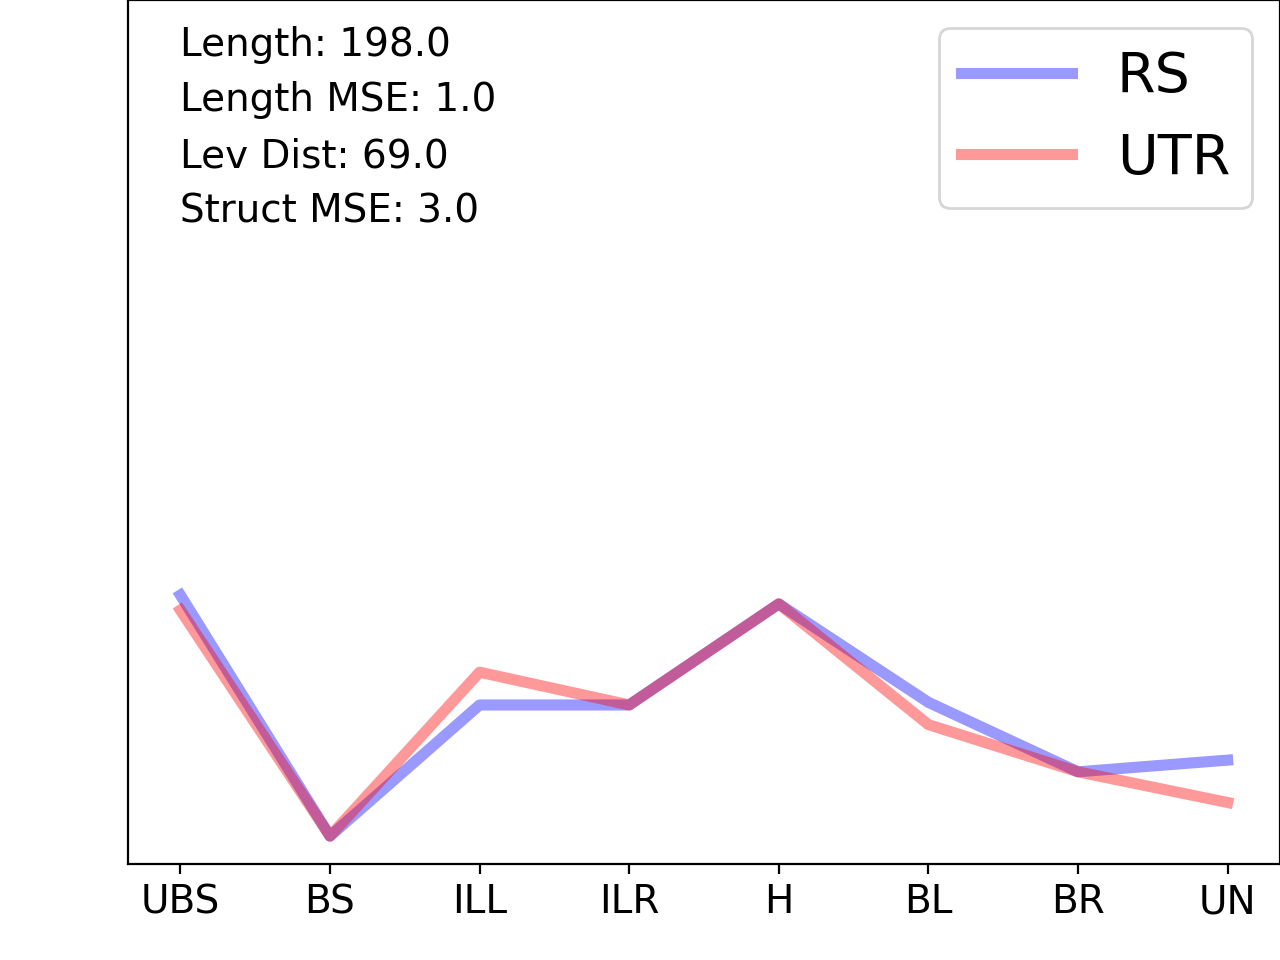 Length: 198.0
Length MSE: 1.0
Lev Dist: 69.0
Struct MSE: 3.0
RS
UTR
UBS BS ILL ILR H BL BR UN